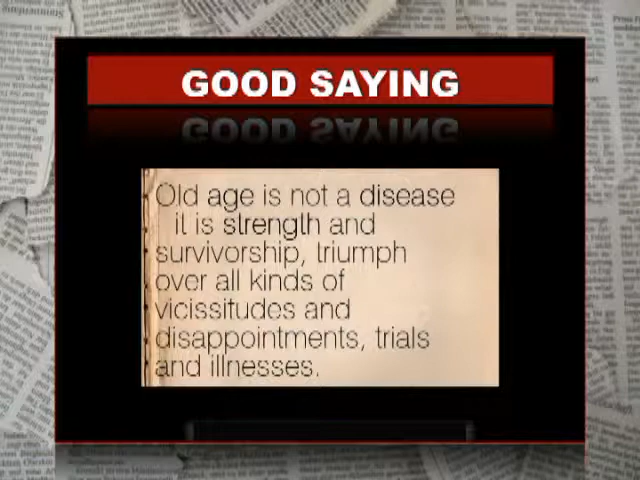 GOOD SAYING
Old age is not a disease
it is strength and
survivorship, triumph
over all kinds of
vicissitudes and
disappointments, trials
and illnesses.